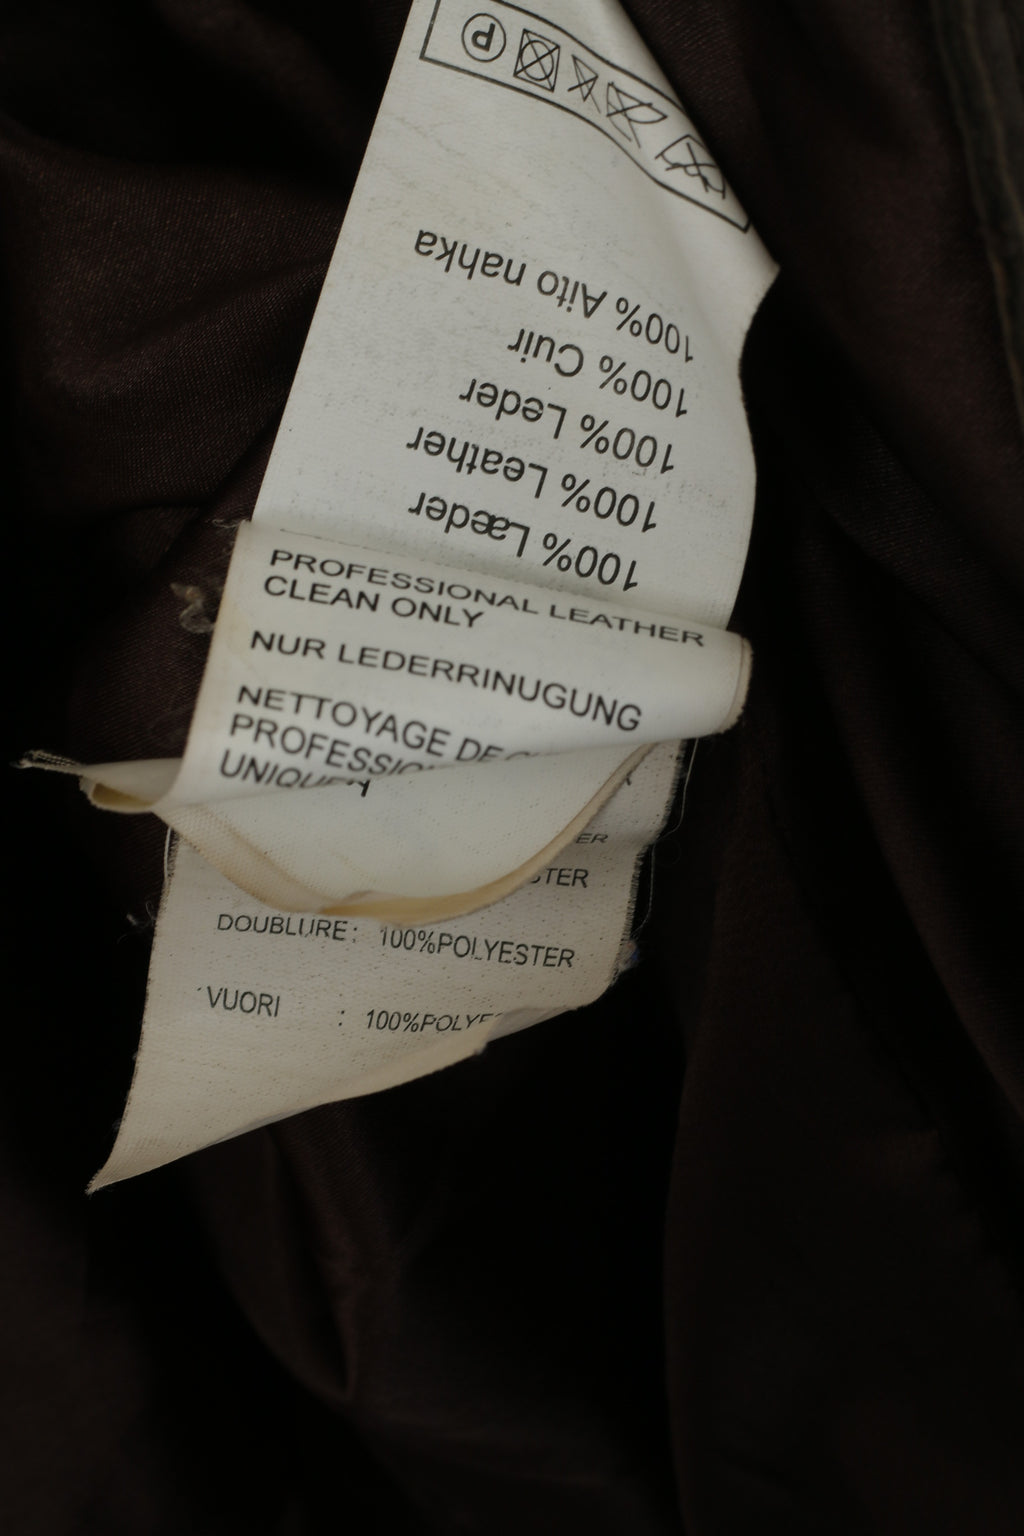 P
100% Læder
100% Leather
100% Leder
100% Cuir
100% Aito nahka
PROFESSIONAL LEATHER
CLEAN ONLY
NUR LEDERRINUGUNG
NETTOYAGE DE
DOUBLURE: 100%POLYESTER
VUORI : 100%